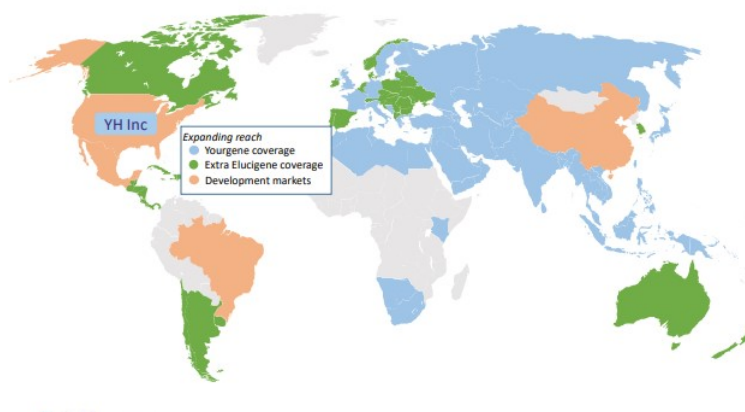 YH Inc
Expanding reach
Yourgene coverage
Extra Elucigene coverage
Development markets